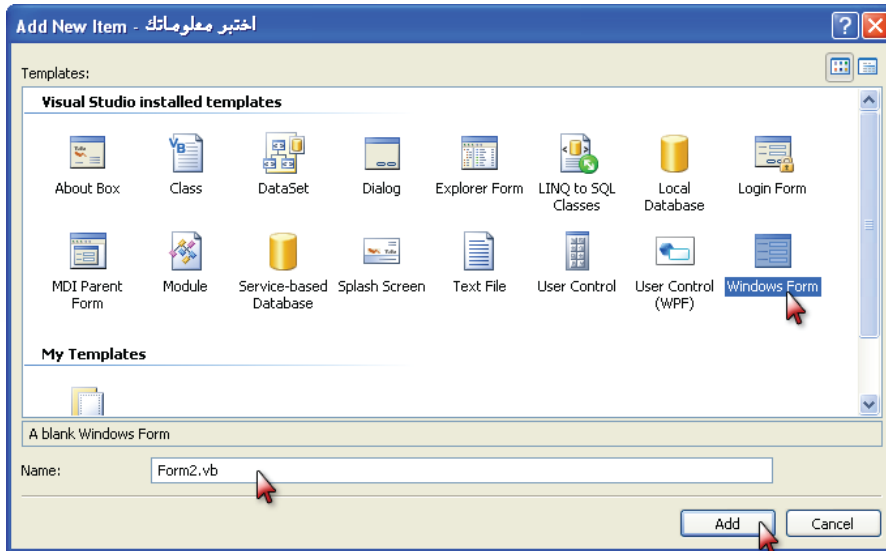 Add New Item - اختبر معلوماتك
Templates:
Visual Studio installed templates
About Box
Class
DataSet
Dialog
Explorer Form
LINQ to SQL Classes
Local Database
Login Form
MDI Parent Form
Module
Service-based Database
Splash Screen
Text File
User Control
User Control (WPF)
Windows Form
My Templates
A blank Windows Form
Name: Form2.vb
Add Cancel